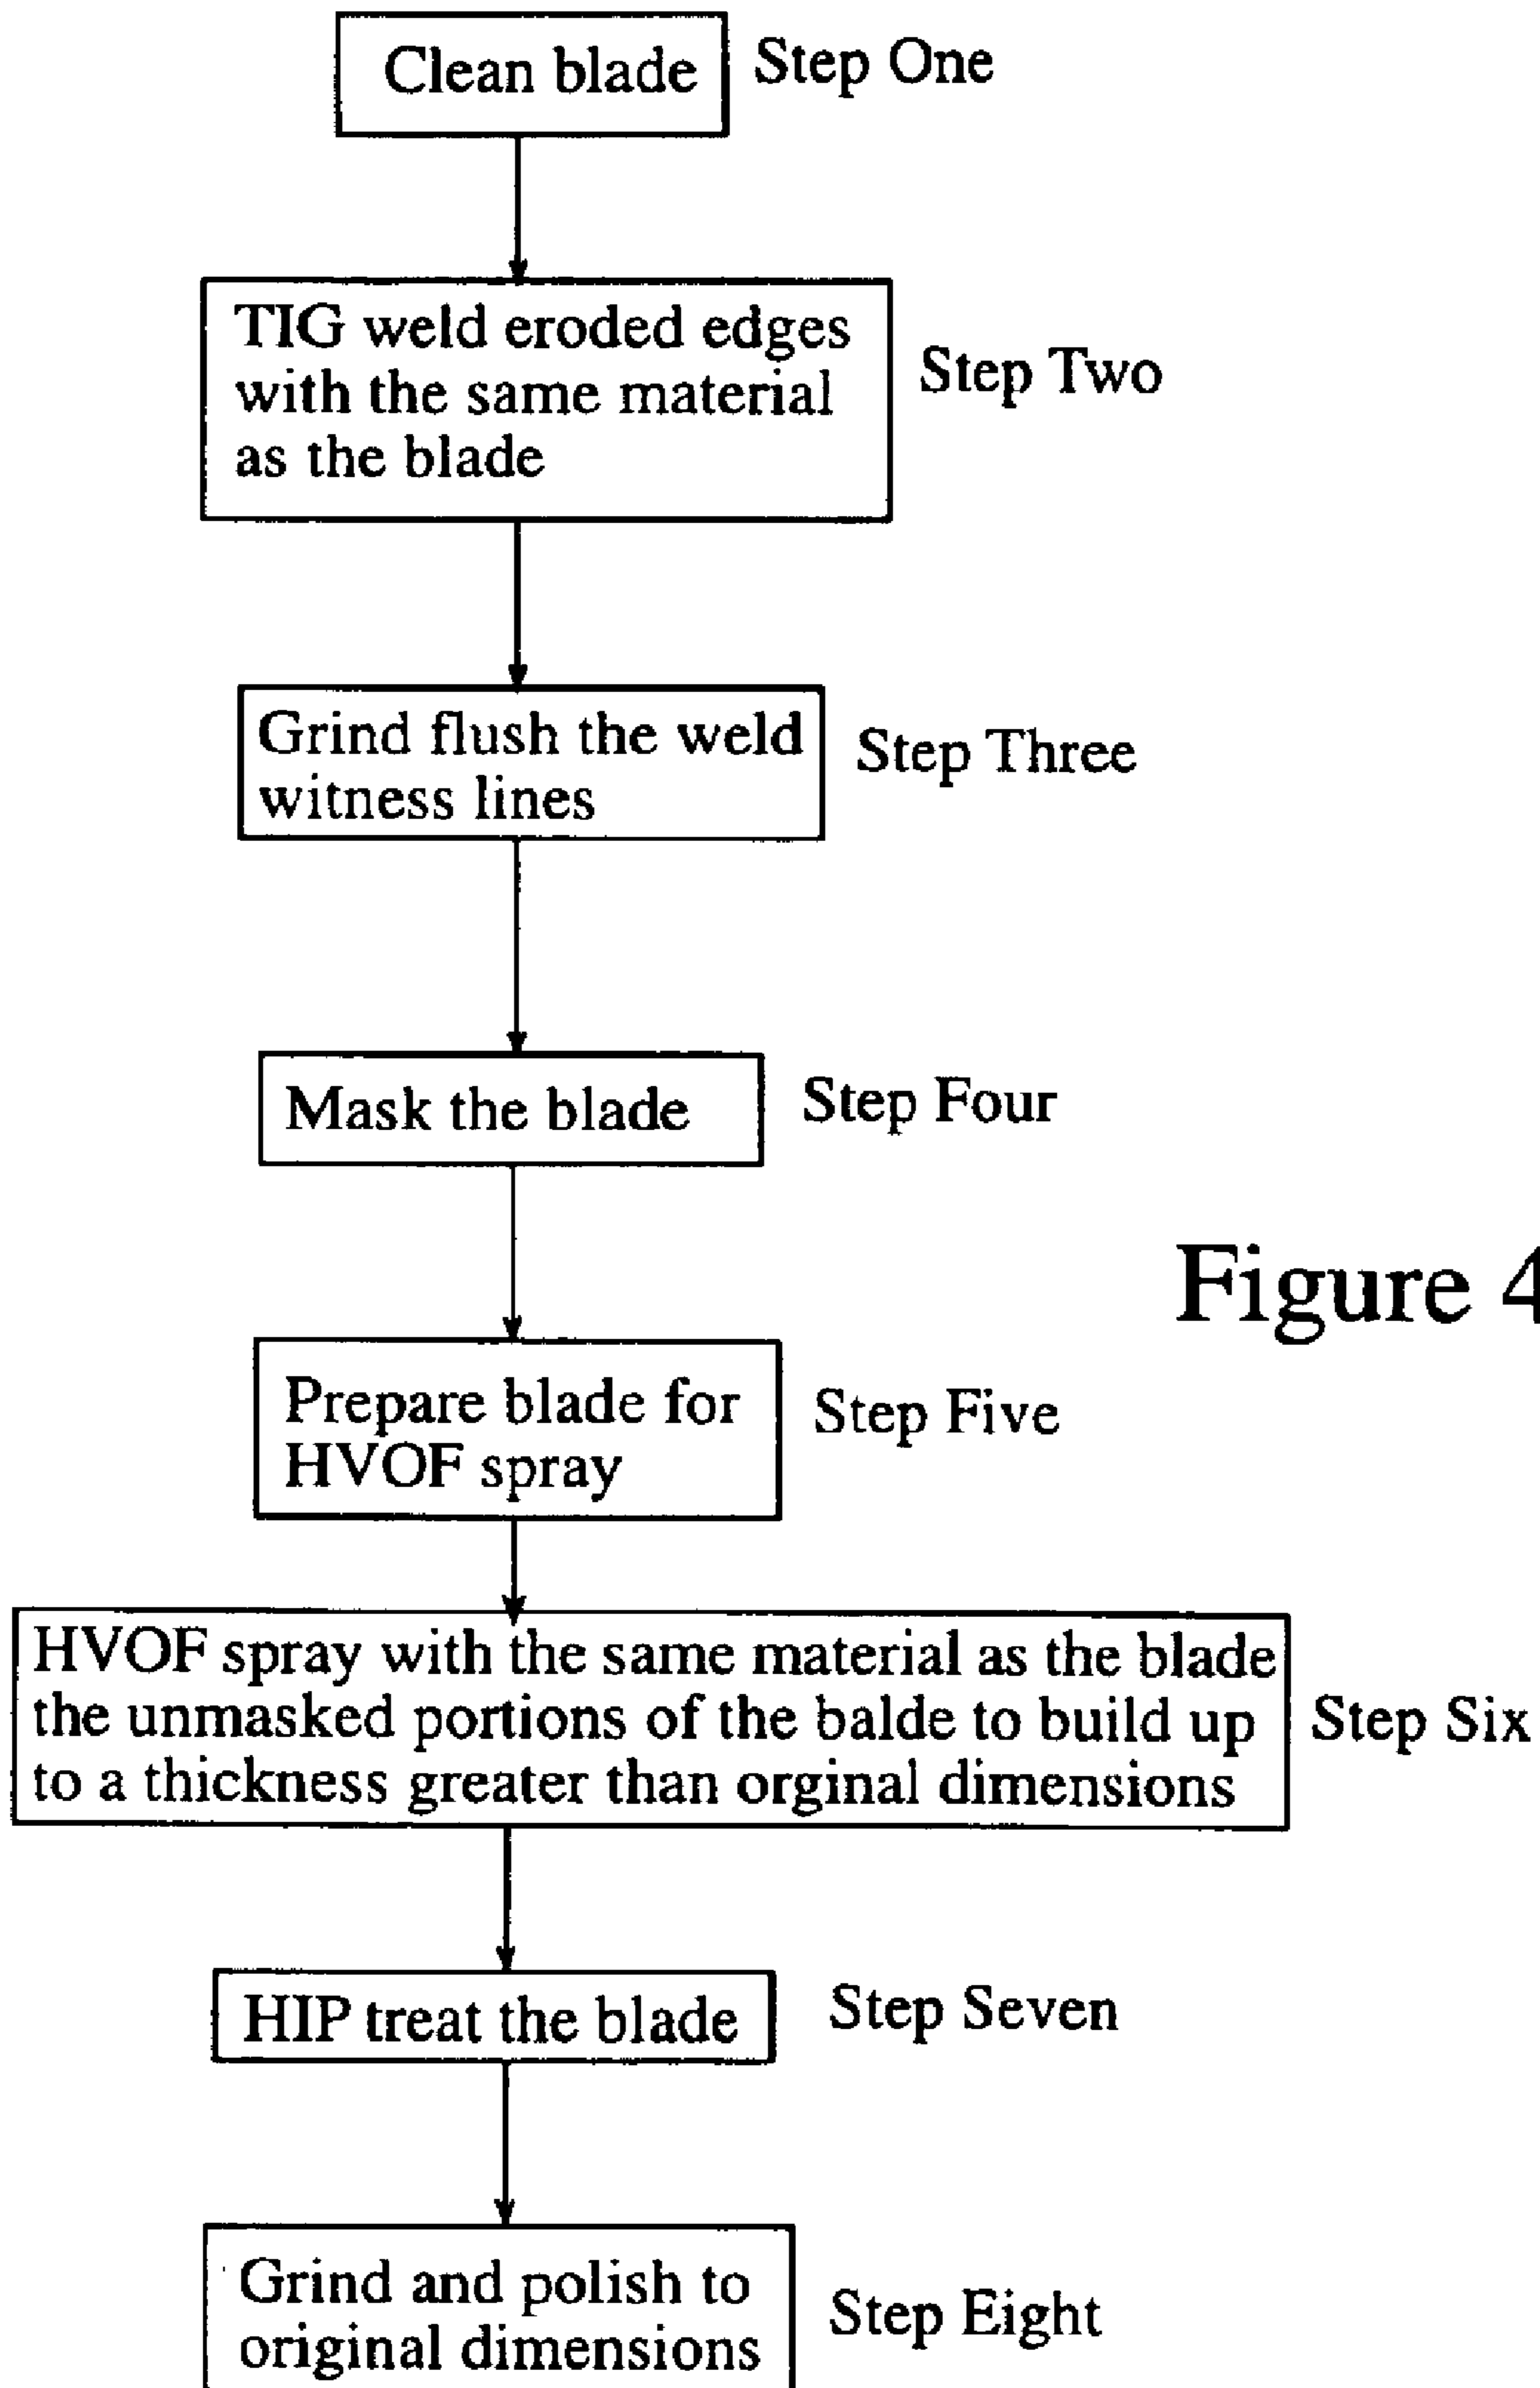 Clean blade
Step One
TIG weld eroded edges
with the same material
as the blade
Step Two
Grind flush the weld
witness lines
Step Three
Mask the blade
Step Four
Figure 4
Prepare blade for
HVOF spray
Step Five
HVOF spray with the same material as the blade
the unmasked portions of the balde to build up
to a thickness greater than orginal dimensions
Step Six
HIP treat the blade
Step Seven
Grind and polish to
original dimensions
Step Eight